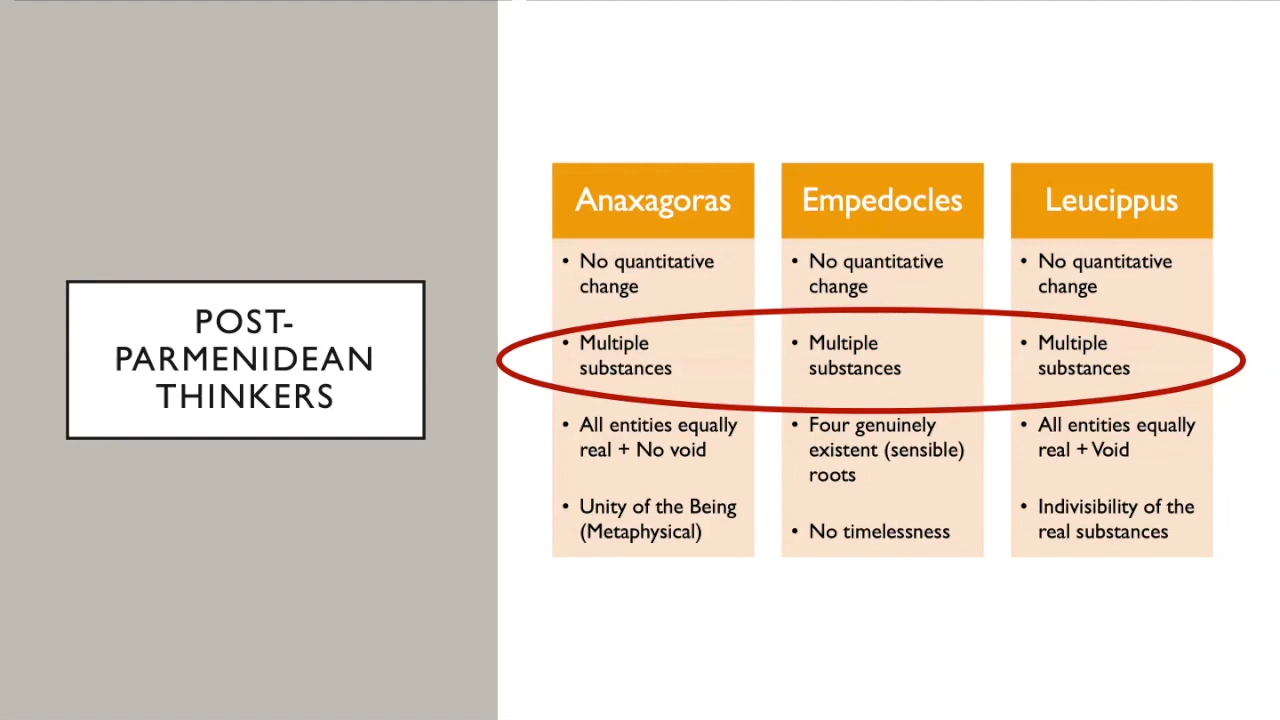 POST-
PARMENIDEAN
THINKERS
Anaxagoras
• No quantitative
change
• Multiple
substances
• All entities equally
real + No void
• Unity of the Being
(Metaphysical)
Empedocles
• No quantitative
change
• Multiple
substances
• Four genuinely
existent (sensible)
roots
• No timelessness
Leucippus
• No quantitative
change
• Multiple
substances
• All entities equally
real + Void
• Indivisibility of the
real substances